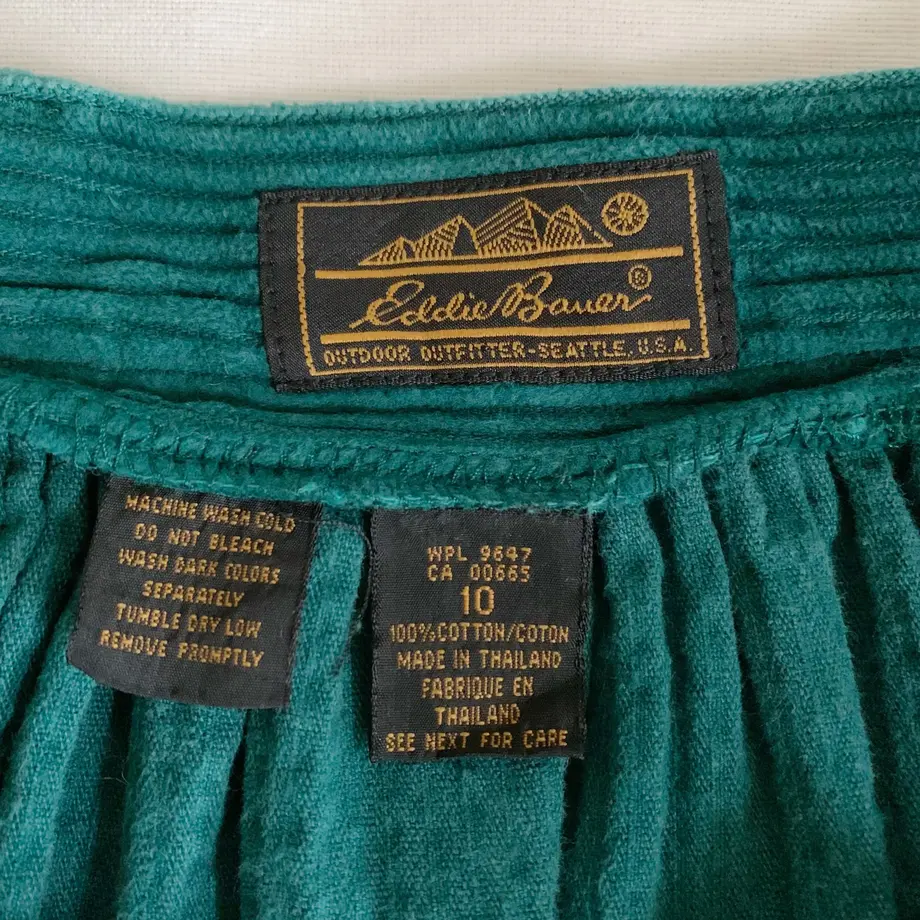 Eddie Bauer®
OUTDOOR OUTFITTER-SEATTLE, U.S.A.
MACHINE WASH COLD
DO NOT BLEACH
WASH DARK COLORS
SEPARATELY
TUMBLE DRY LOW
REMOVE PROMPTLY
WPL 9647
CA 00665
10
100%COTTON/COTON
MADE IN THAILAND
FABRIQUE EN
THAILAND
SEE NEXT FOR CARE